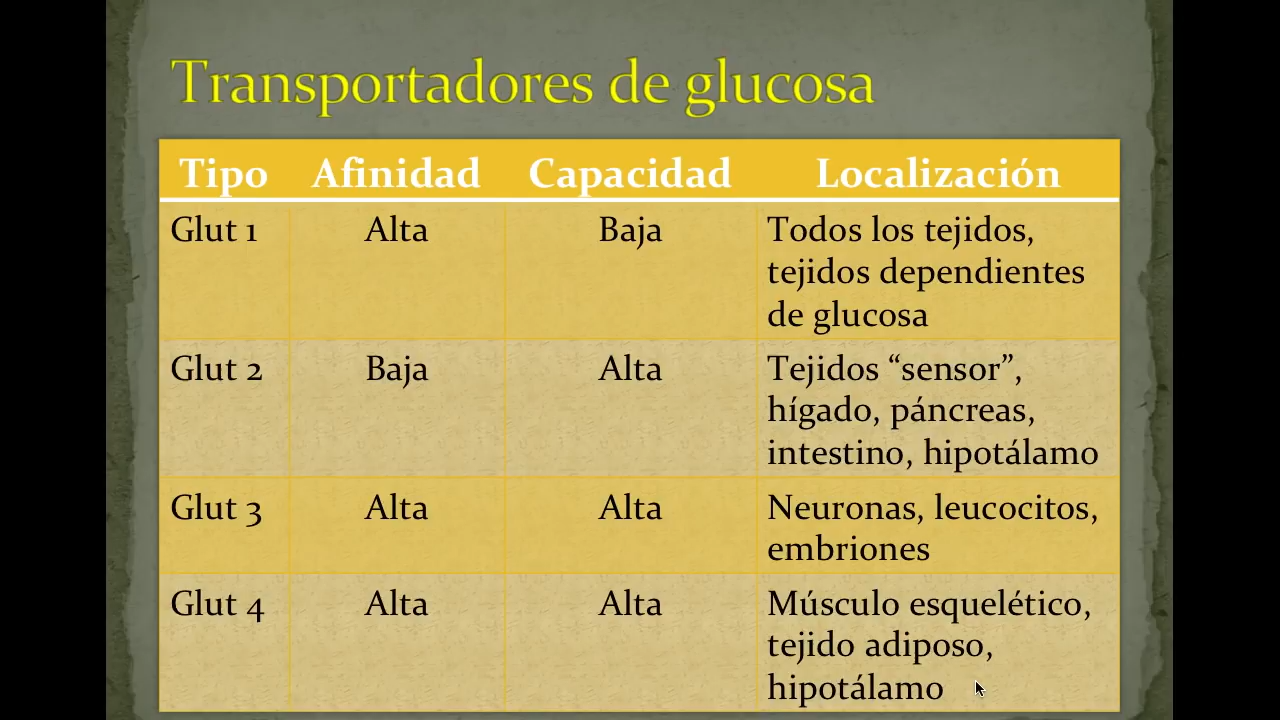 Transportadores de glucosa
Tipo Afinidad Capacidad Localización
Glut 1 Alta Baja Todos los tejidos,
tejidos dependientes
de glucosa
Glut 2 Baja Alta Tejidos “sensor”,
hígado, páncreas,
intestino, hipotálamo
Glut 3 Alta Alta Neuronas, leucocitos,
embriones
Glut 4 Alta Alta Músculo esquelético,
tejido adiposo,
hipotálamo